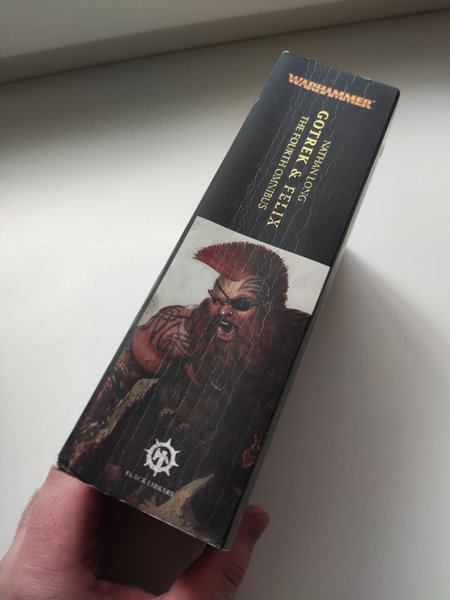 WARHAMMER
NATHAN LONG
GOTREK & FELIX
THE FOURTH OMNIBUS
BLACK LIBRARY